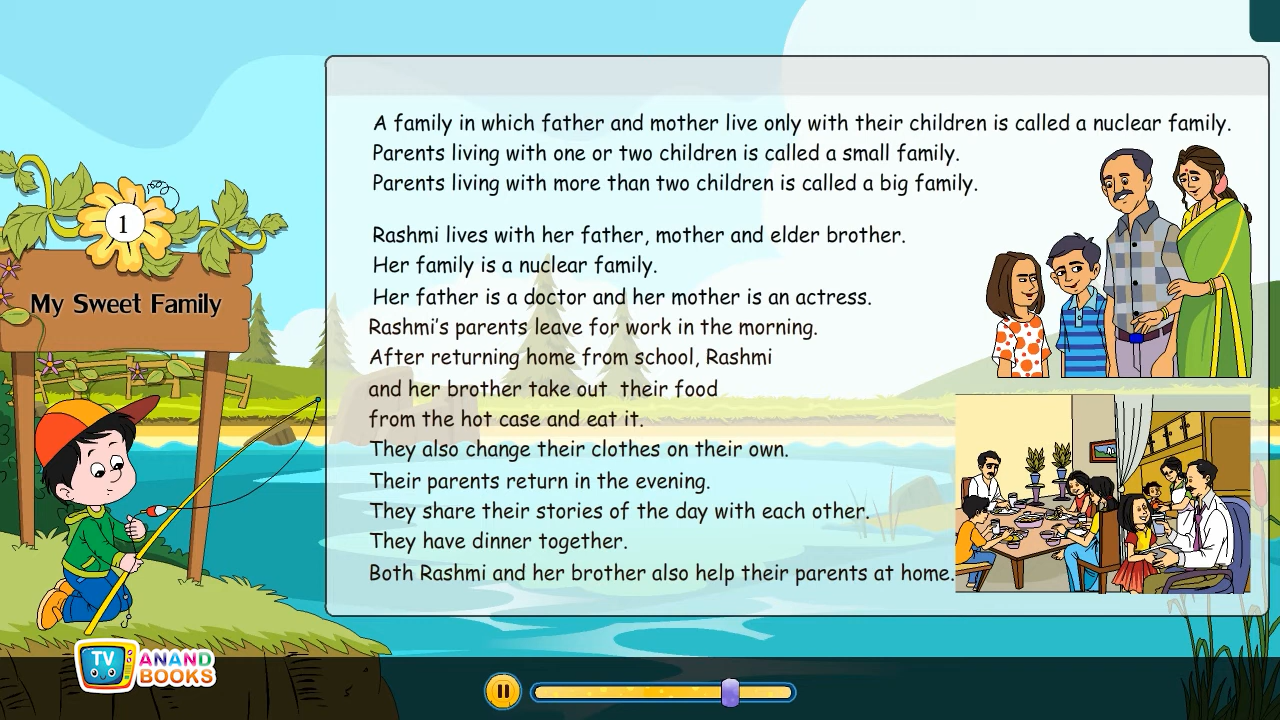 A family in which father and mother live only with their children is called a nuclear family.
Parents living with one or two children is called a small family.
Parents living with more than two children is called a big family.
Rashmi lives with her father, mother and elder brother.
Her family is a nuclear family.
Her father is a doctor and her mother is an actress.
Rashmi's parents leave for work in the morning.
After returning home from school, Rashmi
and her brother take out their food
from the hot case and eat it.
They also change their clothes on their own.
Their parents return in the evening.
They share their stories of the day with each other.
They have dinner together.
Both Rashmi and her brother also help their parents at home.
1
My Sweet Family
TV
ANAND
BOOKS